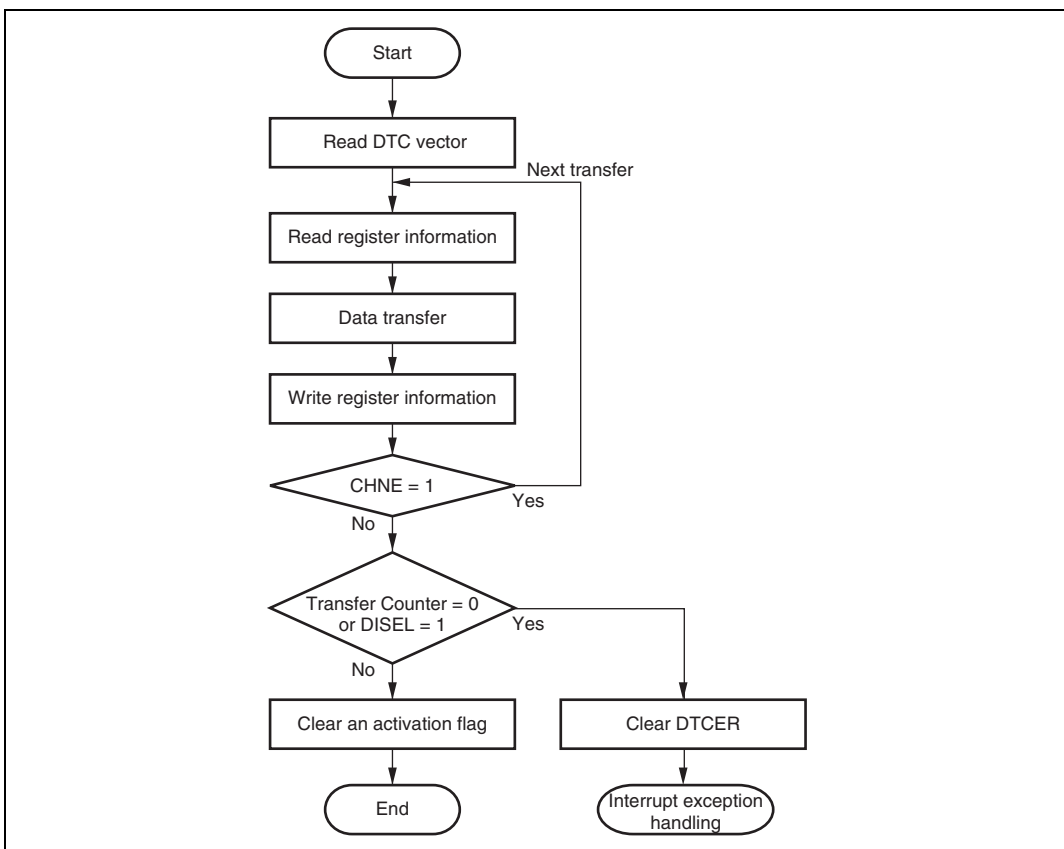 Start
Read DTC vector
Next transfer
Read register information
Data transfer
Write register information
CHNE = 1
Yes
No
Transfer Counter = 0
or DISEL = 1
Yes
No
Clear an activation flag
Clear DTCER
End
Interrupt exception
handling